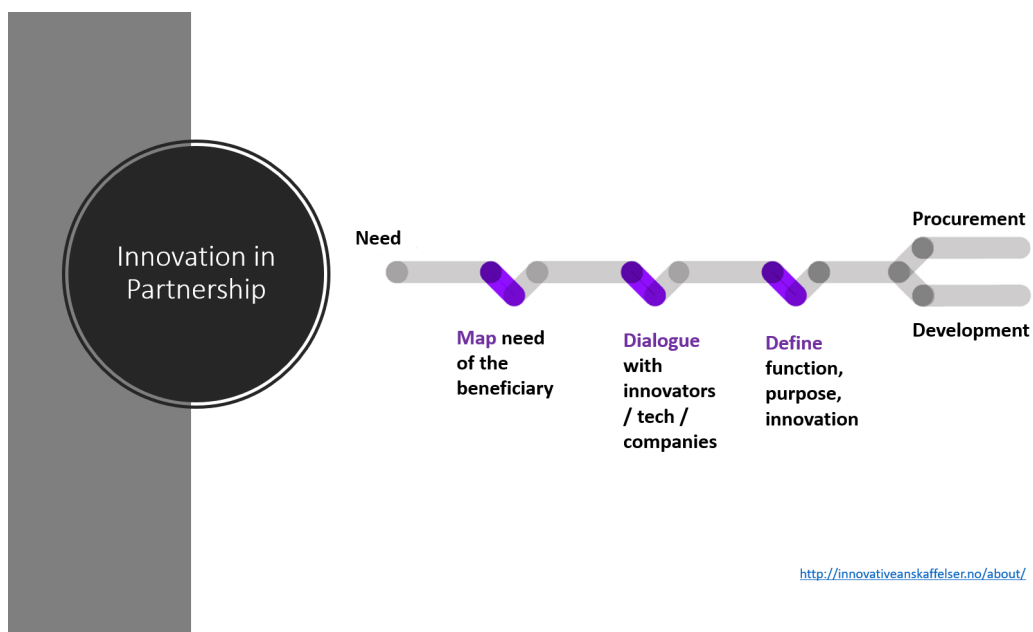 Innovation in
Partnership
Need
Procurement
Development
Map need
of the
beneficiary
Dialogue
with
innovators
/ tech /
companies
Define
function,
purpose,
innovation
http://innovativeanskaffelser.no/about/